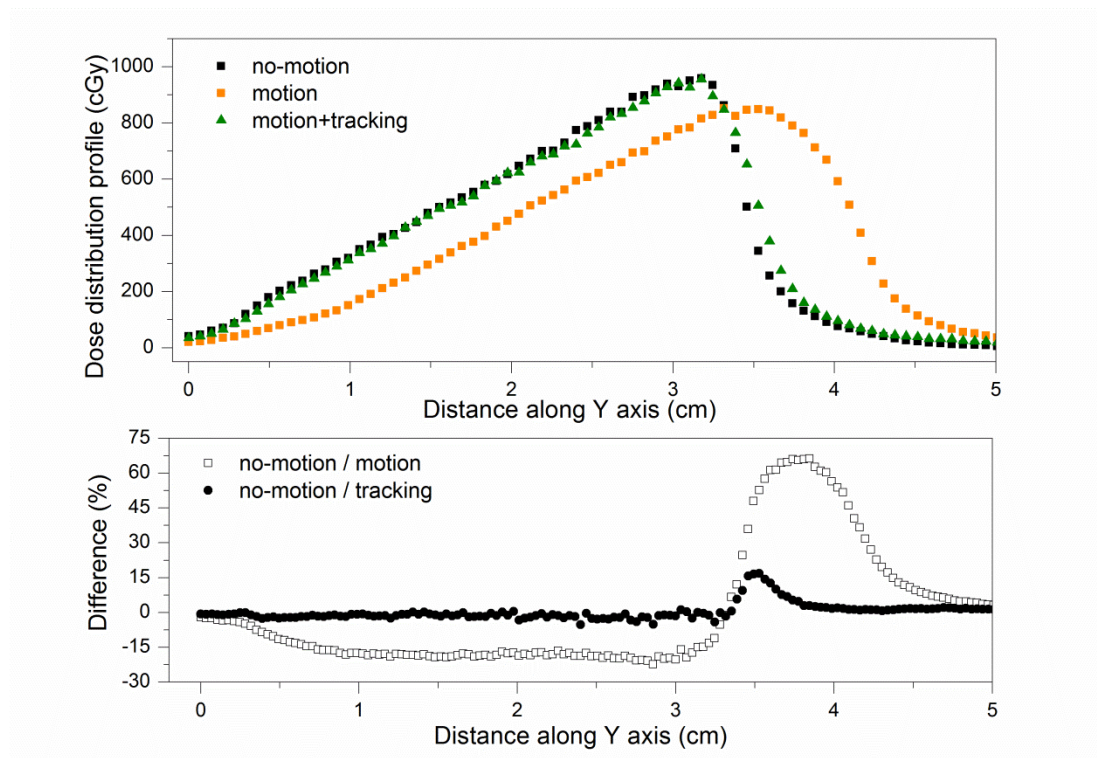 Dose distribution profile (cGy)
1000
800
600
400
200
0
no-motion
motion
motion+tracking
0 1 2 3 4 5
Distance along Y axis (cm)
Difference (%)
75
60
45
30
15
0
-15
-30
no-motion / motion
no-motion / tracking
0 1 2 3 4 5
Distance along Y axis (cm)